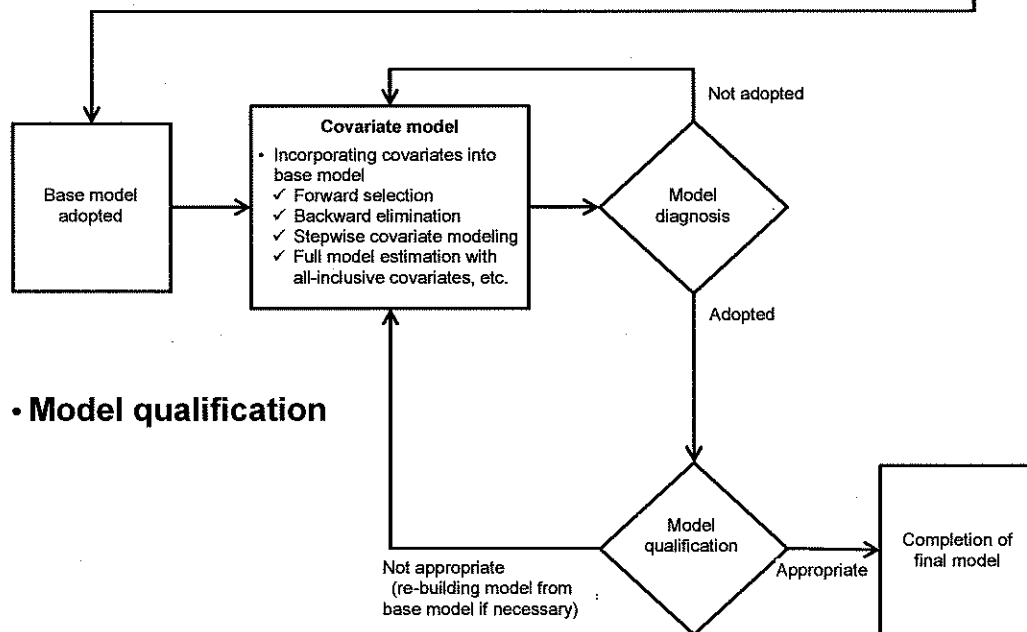 Not adopted
Covariate model
• Incorporating covariates into
base model
✓ Forward selection
✓ Backward elimination
✓ Stepwise covariate modeling
✓ Full model estimation with
all-inclusive covariates, etc.
Base model
adopted
Model
diagnosis
Adopted
• Model qualification
Model
qualification
Completion of
final model
Appropriate
Not appropriate
(re-building model from
base model if necessary)